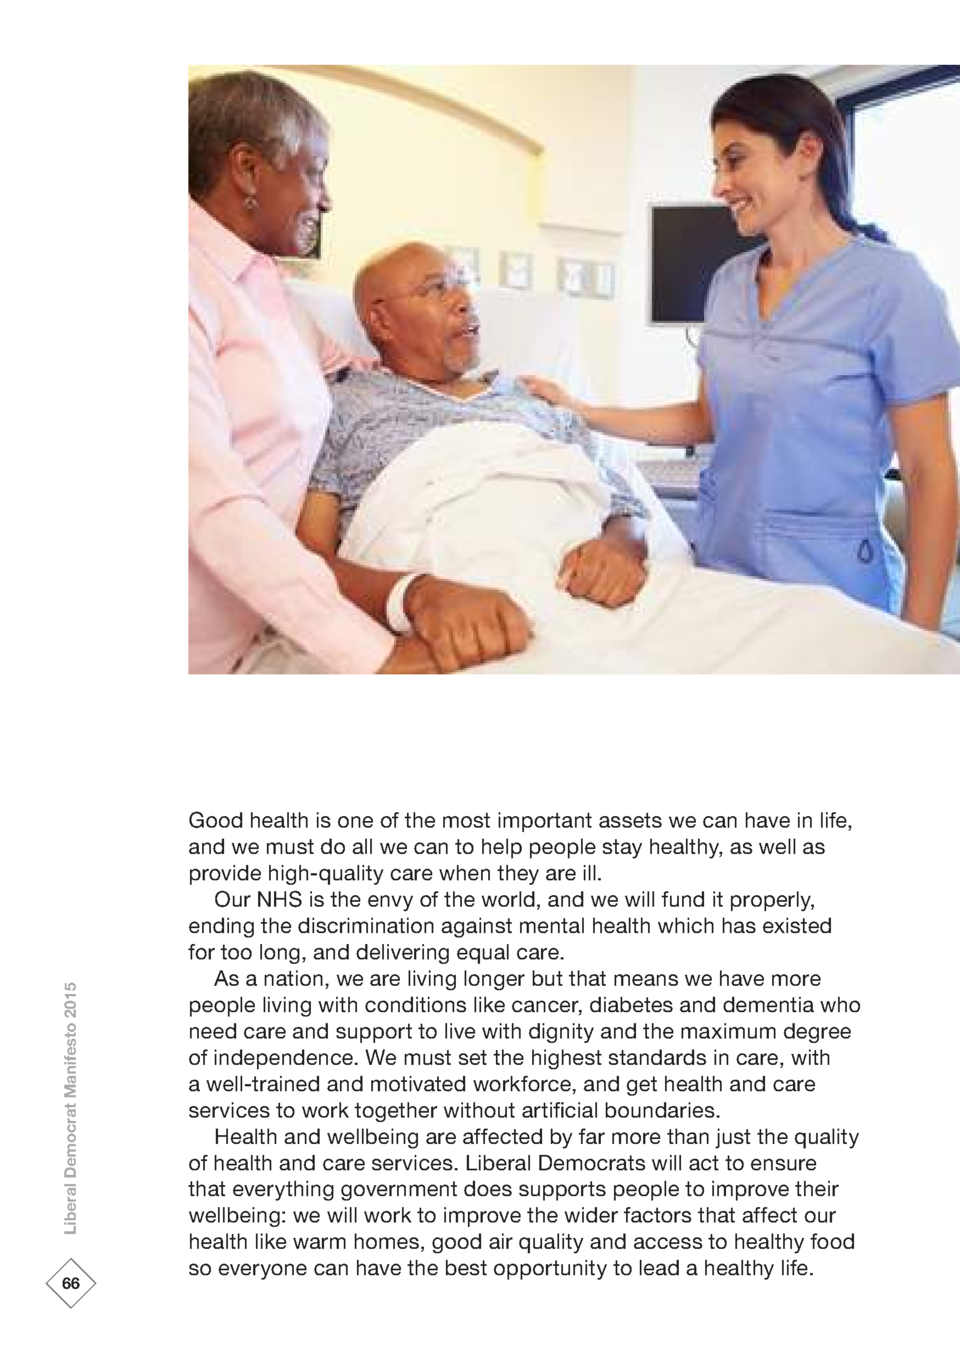 Good health is one of the most important assets we can have in life,
and we must do all we can to help people stay healthy, as well as
provide high-quality care when they are ill.
Our NHS is the envy of the world, and we will fund it properly,
ending the discrimination against mental health which has existed
for too long, and delivering equal care.
As a nation, we are living longer but that means we have more
people living with conditions like cancer, diabetes and dementia who
need care and support to live with dignity and the maximum degree
of independence. We must set the highest standards in care, with
a well-trained and motivated workforce, and get health and care
services to work together without artificial boundaries.
Health and wellbeing are affected by far more than just the quality
of health and care services. Liberal Democrats will act to ensure
that everything government does supports people to improve their
wellbeing: we will work to improve the wider factors that affect our
health like warm homes, good air quality and access to healthy food
so everyone can have the best opportunity to lead a healthy life.
Liberal Democrat Manifesto 2015
66